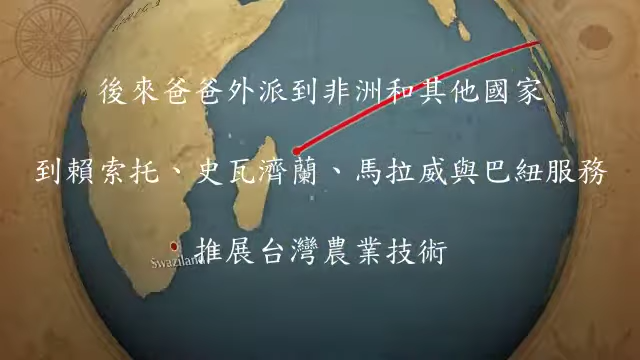 後來爸爸外派到非洲和其他國家
到賴索托、史瓦濟蘭、馬拉威與巴紐服務
推展台灣農業技術
Swaziland